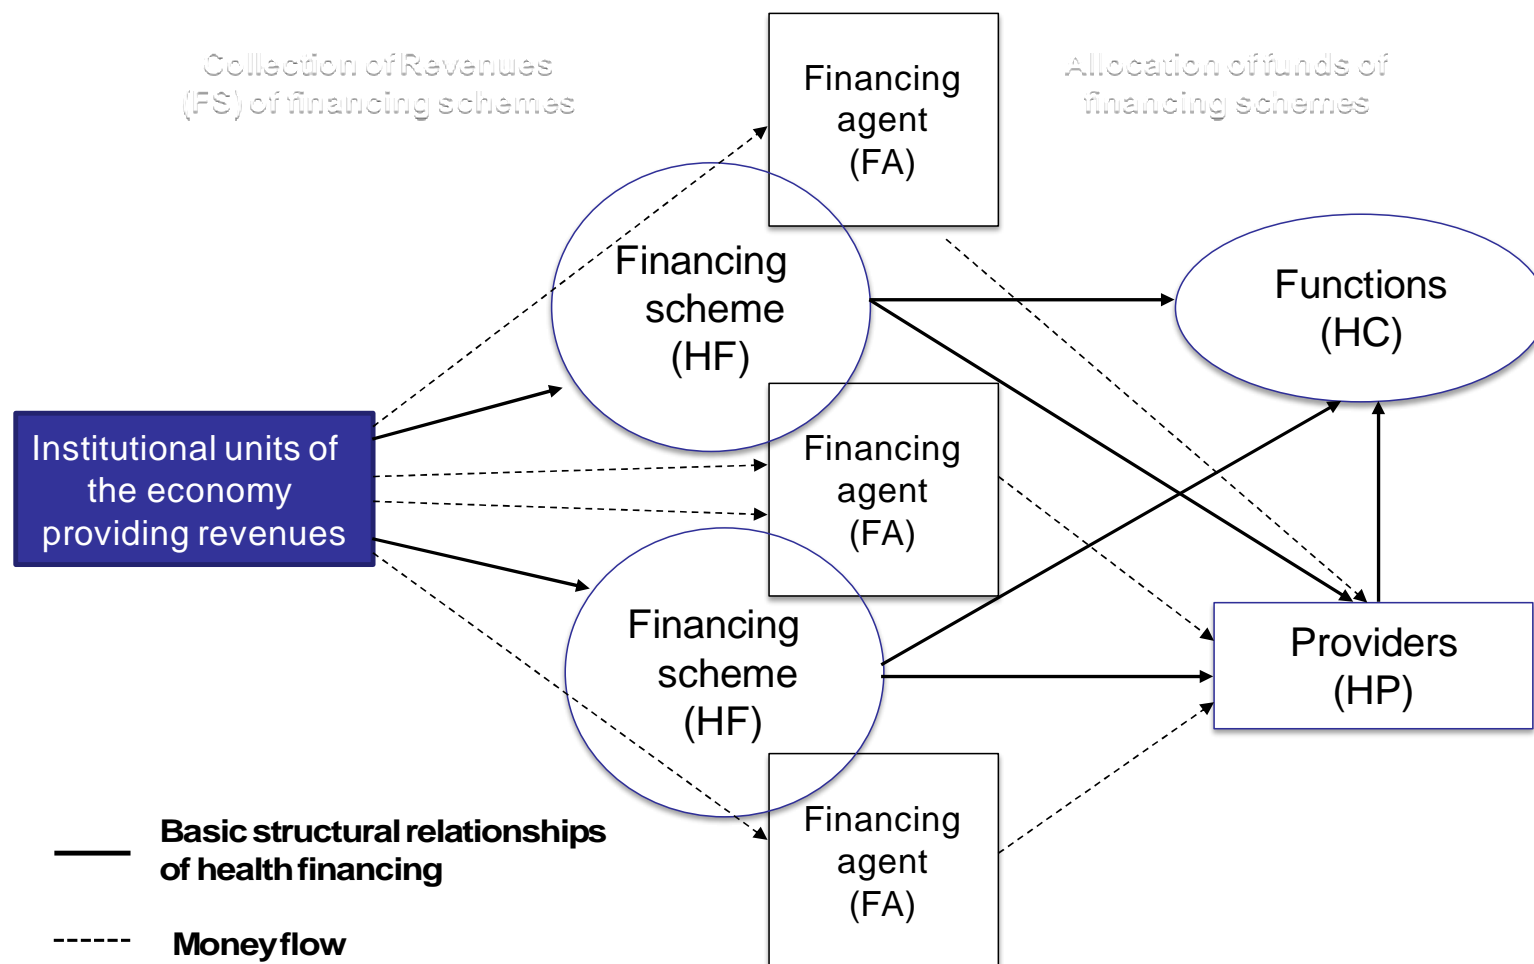 Collection of Revenues
(FS) of financing schemes
Financing
agent
(FA)
Allocation of funds of
financing schemes
Financing
scheme
(HF)
Functions
(HC)
Institutional units of
the economy
providing revenues
Financing
agent
(FA)
Financing
scheme
(HF)
Providers
(HP)
Financing
agent
(FA)
Basic structural relationships
of health financing
Money flow